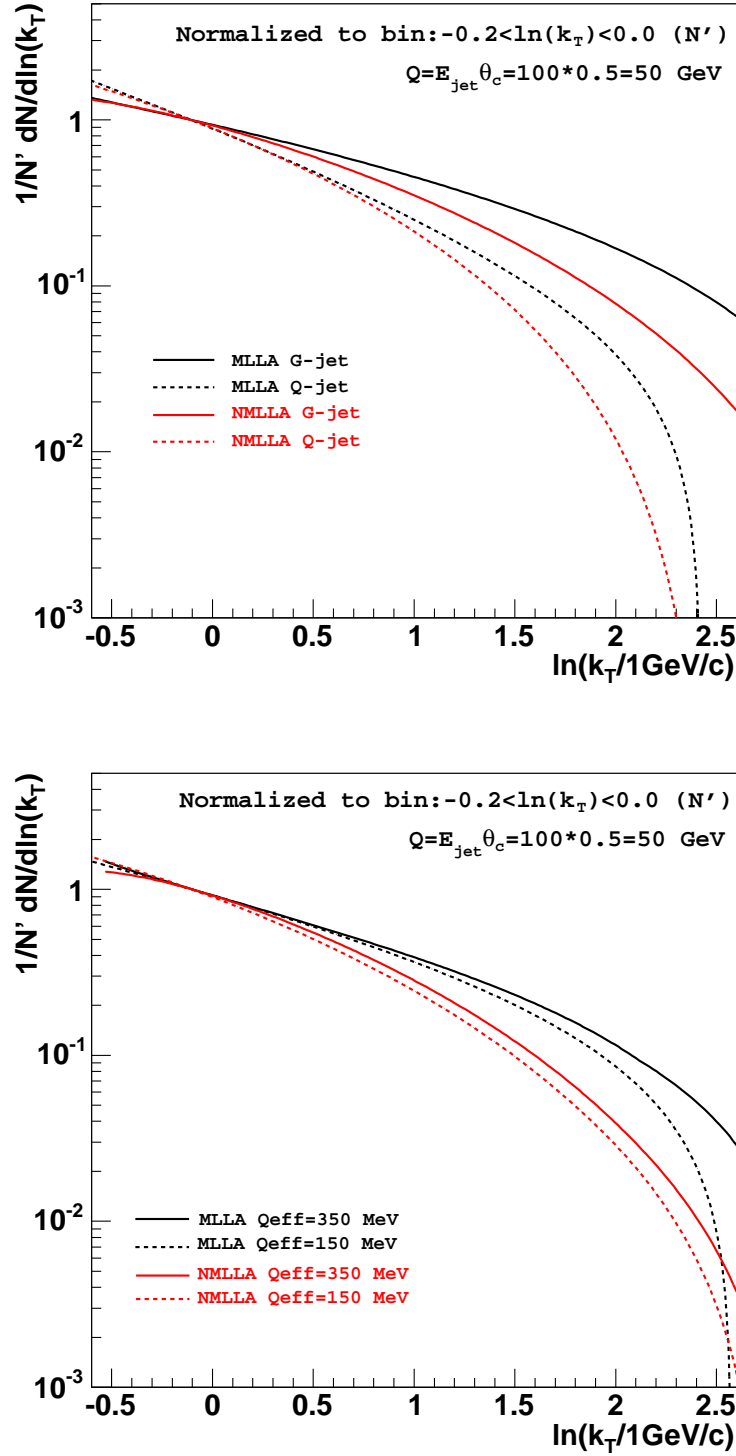 Normalized to bin:-0.2<ln(k_T)<0.0 (N')
Q=E_jet θ_c=100*0.5=50 GeV
1/N' dN/dln(k_T)
1
10^-1
10^-2
10^-3
MLLA G-jet
MLLA Q-jet
NMLLA G-jet
NMLLA Q-jet
-0.5 0 0.5 1 1.5 2 2.5
ln(k_T/1GeV/c)
Normalized to bin:-0.2<ln(k_T)<0.0 (N')
Q=E_jet θ_c=100*0.5=50 GeV
1/N' dN/dln(k_T)
1
10^-1
10^-2
10^-3
MLLA Qeff=350 MeV
MLLA Qeff=150 MeV
NMLLA Qeff=350 MeV
NMLLA Qeff=150 MeV
-0.5 0 0.5 1 1.5 2 2.5
ln(k_T/1GeV/c)